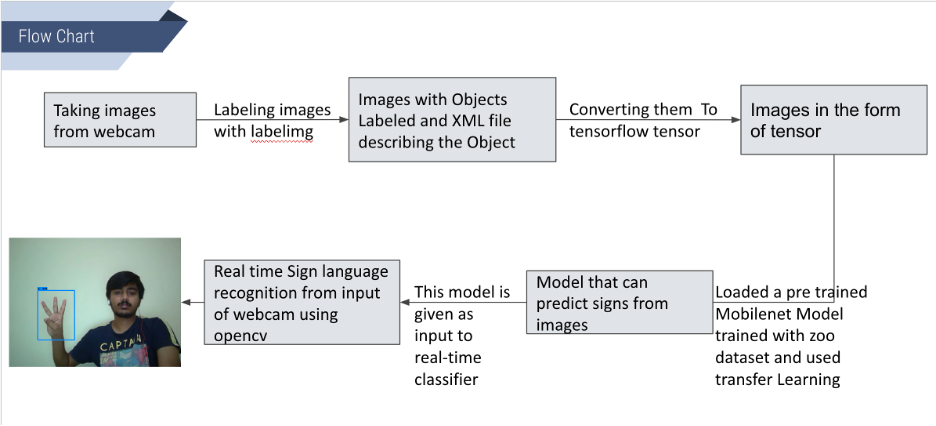 Flow Chart
Taking images
from webcam
Labeling images
with labelimg
Images with Objects
Labeled and XML file
describing the Object
Converting them To
tensorflow tensor
Images in the form
of tensor
Loaded a pre trained
Mobilenet Model
trained with zoo
dataset and used
transfer Learning
Model that can
predict signs from
images
This model is
given as
input to
real-time
classifier
Real time Sign language
recognition from input
of webcam using
opencv
CAPTA